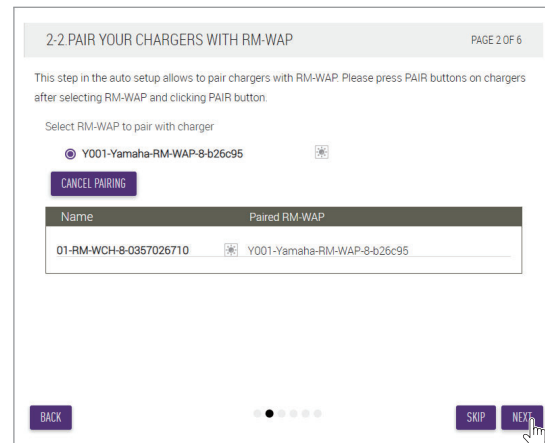 2-2.PAIR YOUR CHARGERS WITH RM-WAP PAGE 2 OF 6
This step in the auto setup allows to pair chargers with RM-WAP. Please press PAIR buttons on chargers
after selecting RM-WAP and clicking PAIR button.
Select RM-WAP to pair with charger
Y001-Yamaha-RM-WAP-8-b26c95
CANCEL PAIRING
Name Paired RM-WAP
01-RM-WCH-8-0357026710 Y001-Yamaha-RM-WAP-8-b26c95
BACK SKIP NEXT